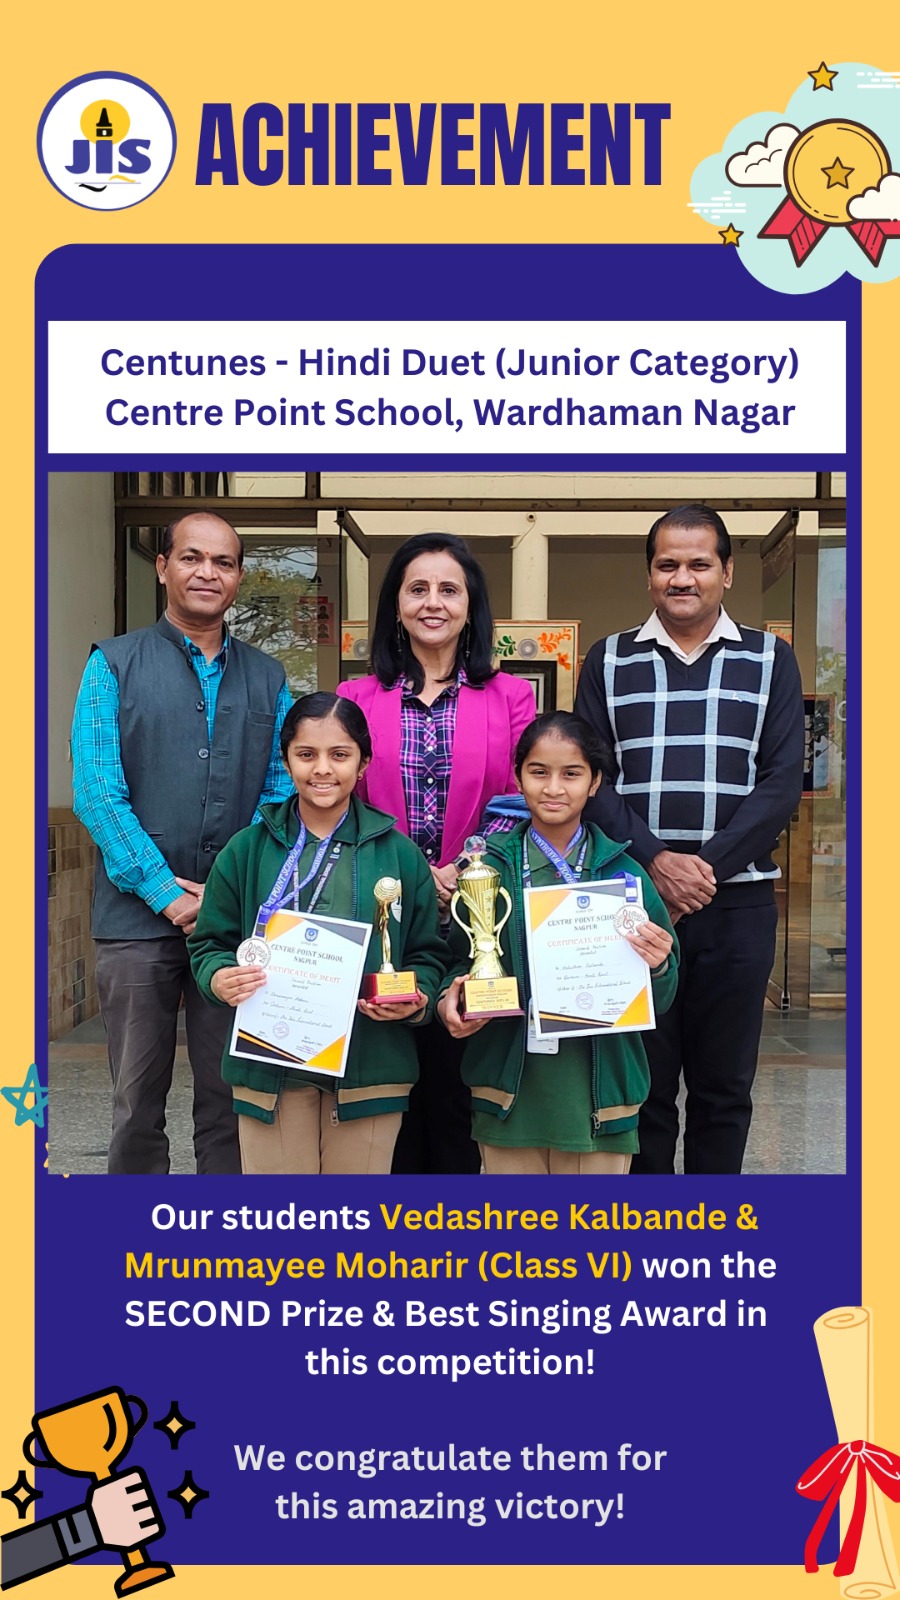 JIS
ACHIEVEMENT
Centunes - Hindi Duet (Junior Category)
Centre Point School, Wardhaman Nagar
CENTRE POINT SCHOOL
NAGPUR
CERTIFICATE OF MERIT
CENTRE POINT SCHOOL
NAGPUR
CERTIFICATE OF MERIT
Our students Vedashree Kalbande &
Mrunmayee Moharir (Class VI) won the
SECOND Prize & Best Singing Award in
this competition!
We congratulate them for
this amazing victory!